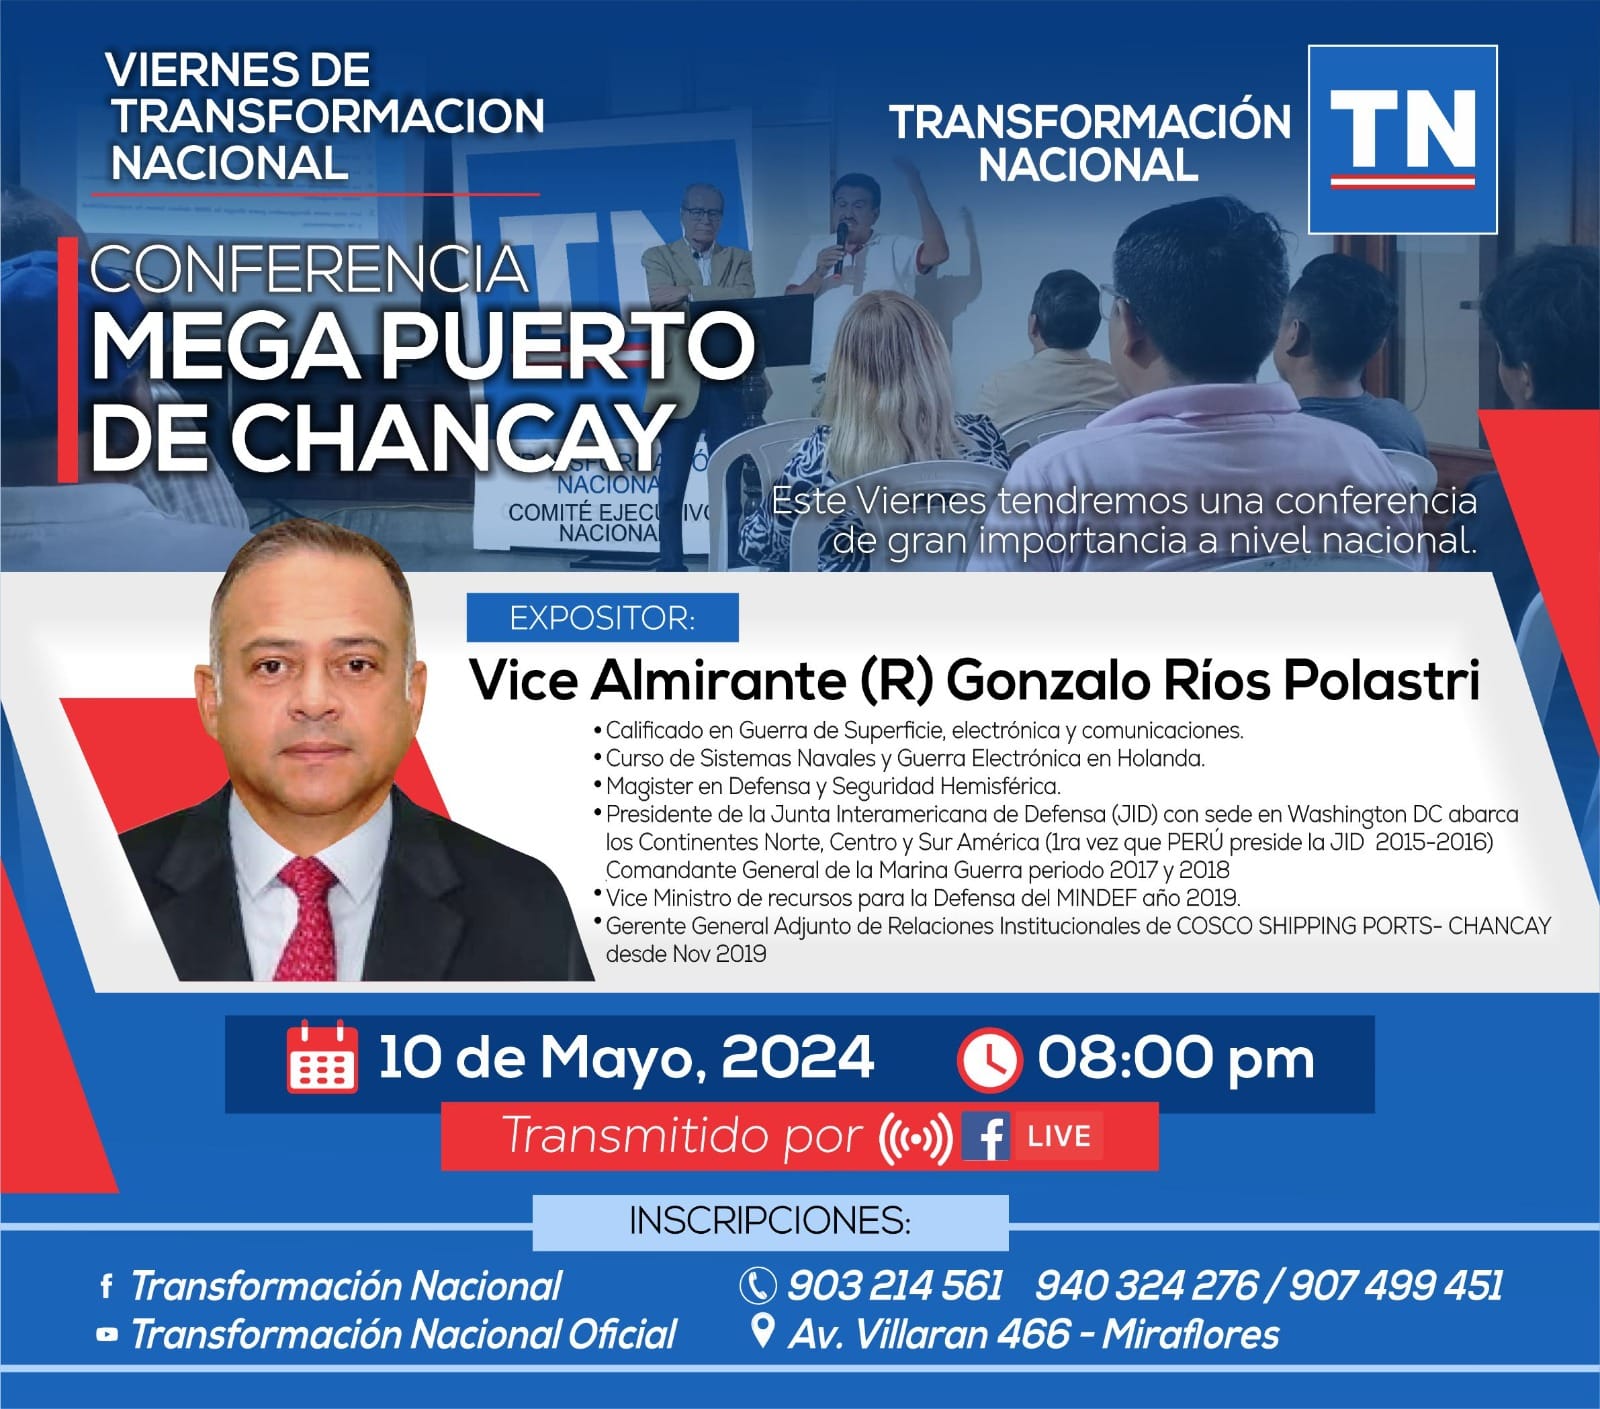 VIERNES DE
TRANSFORMACION
NACIONAL
TRANSFORMACIÓN
NACIONAL
TN
CONFERENCIA
MEGA PUERTO
DE CHANCAY
TN
NACIONA
COMITÉ EJECU IVO
NACIONA
Este Viernes tendremos una conferencia
de gran importancia a nivel nacional.
EXPOSITOR:
Vice Almirante (R) Gonzalo Ríos Polastri
• Calificado en Guerra de Superficie, electrónica y comunicaciones.
• Curso de Sistemas Navales y Guerra Electrónica en Holanda.
• Magister en Defensa y Seguridad Hemisférica.
• Presidente de la Junta Interamericana de Defensa (JID) con sede en Washington DC abarca
los Continentes Norte, Centro y Sur América (1ra vez que PERÚ preside la JID 2015-2016)
Comandante General de la Marina Guerra periodo 2017 y 2018
• Vice Ministro de recursos para la Defensa del MINDEF año 2019.
• Gerente General Adjunto de Relaciones Institucionales de COSCO SHIPPING PORTS- CHANCAY
desde Nov 2019
10 de Mayo, 2024 08:00 pm
Transmitido por f LIVE
INSCRIPCIONES:
f Transformación Nacional
903 214 561 940 324 276 / 907 499 451
Transformación Nacional Oficial
Av. Villaran 466 - Miraflores